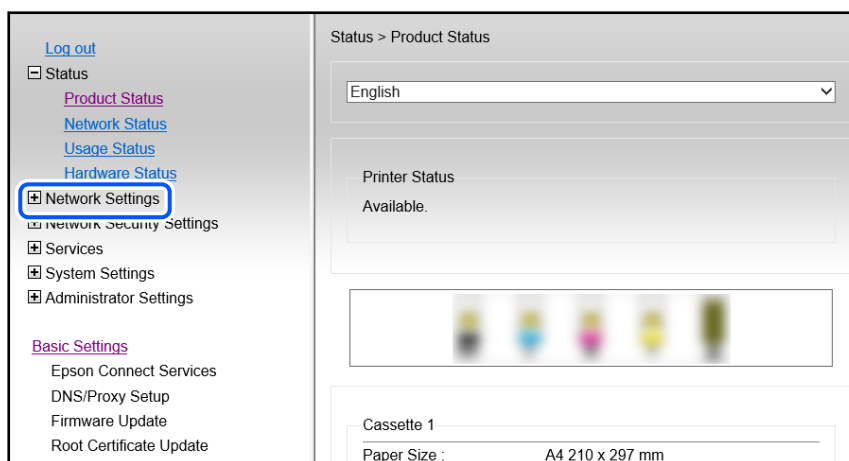 Log out
Status
Product Status
Network Status
Usage Status
Hardware Status
Network Settings
Network Security Settings
Services
System Settings
Administrator Settings
Basic Settings
Epson Connect Services
DNS/Proxy Setup
Firmware Update
Root Certificate Update
Status > Product Status
English
Printer Status
Available.
Cassette 1
Paper Size : A4 210 x 297 mm